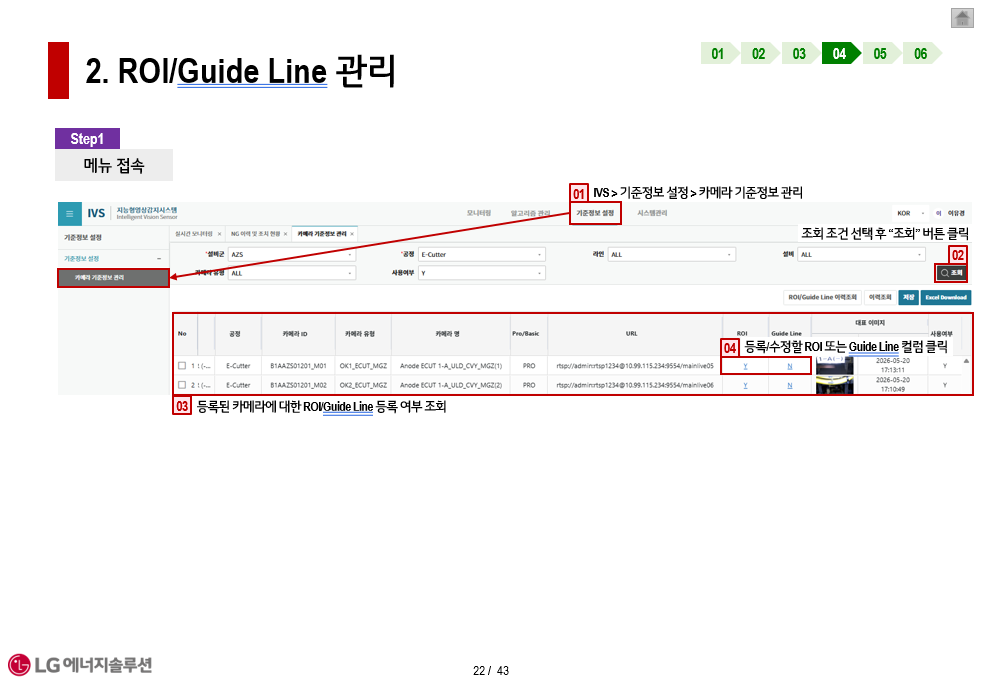 01 02 03 04 05 06
2. ROI/Guide Line 관리
Step1
메뉴 접속
01 IVS > 기준정보 설정 > 카메라 기준정보 관리
IVS 지능형영상감지시스템
Intelligent Vision Sensor
모니터링 알고리즘 관리 기준정보 설정 시스템관리
KOR 이 이유경
기준정보 설정
실시간 모니터링 × NG 이력 및 조치 현황 × 카메라 기준정보 관리 ×
조회 조건 선택 후 “조회” 버튼 클릭
기준정보 설정 −
*설비군 AZS *공정 E-Cutter 라인 ALL 설비 ALL
02
카메라 기준정보 관리
카메라 유형 ALL 사용여부 Y
조회
ROI/Guide Line 이력조회 이력조회 저장 Excel Download
No 공정 카메라 ID 카메라 유형 카메라 명 Pro/Basic URL ROI Guide Line 대표 이미지 사용여부
04 등록/수정할 ROI 또는 Guide Line 컬럼 클릭
1 E-Cutter B1AAZS01201_M01 OK1_ECUT_MGZ Anode ECUT 1-A_ULD_CVY_MGZ(1) PRO rtsp://admin:rtsp1234@10.99.115.234:9554/mainlive05 Y N 2026-05-20 Y
17:13:11
2 E-Cutter B1AAZS01201_M02 OK2_ECUT_MGZ Anode ECUT 1-A_ULD_CVY_MGZ(2) PRO rtsp://admin:rtsp1234@10.99.115.234:9554/mainlive06 Y N 2026-05-20 Y
17:10:49
03 등록된 카메라에 대한 ROI/Guide Line 등록 여부 조회
LG에너지솔루션
22 / 43